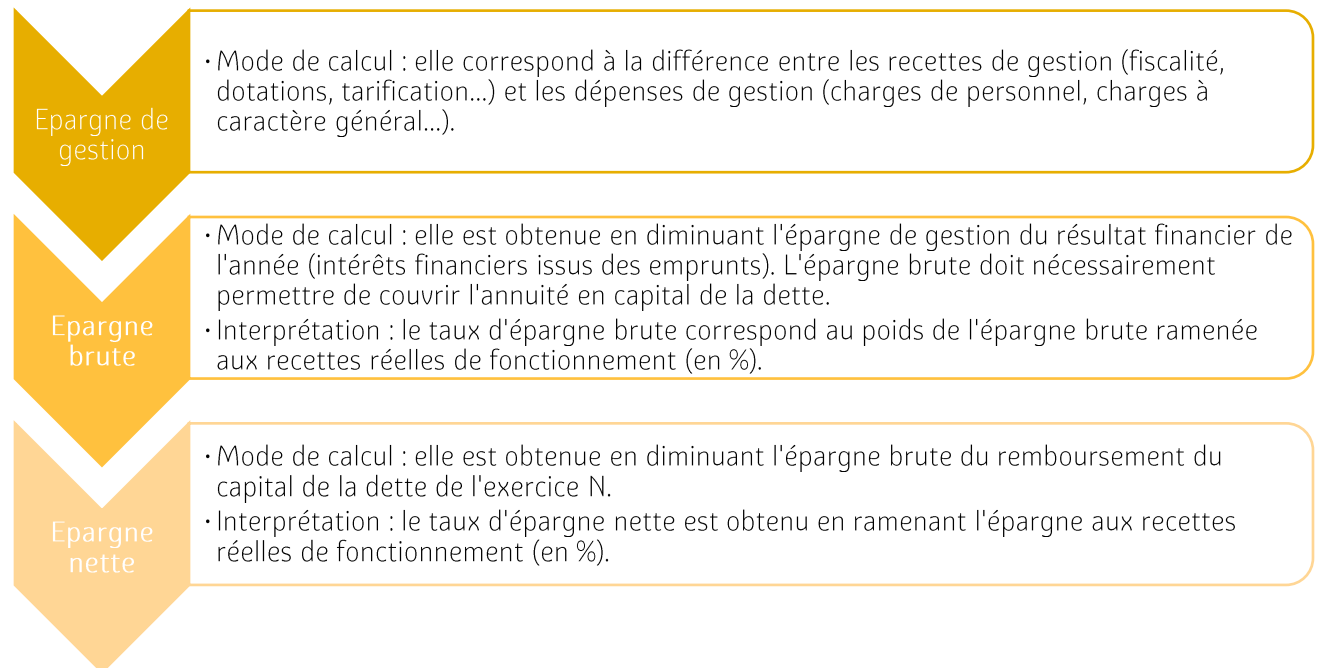 Epargne de
gestion
· Mode de calcul : elle correspond à la différence entre les recettes de gestion (fiscalité,
dotations, tarification...) et les dépenses de gestion (charges de personnel, charges à
caractère général...).
Epargne
brute
· Mode de calcul : elle est obtenue en diminuant l'épargne de gestion du résultat financier de
l'année (intérêts financiers issus des emprunts). L'épargne brute doit nécessairement
permettre de couvrir l'annuité en capital de la dette.
· Interprétation : le taux d'épargne brute correspond au poids de l'épargne brute ramenée
aux recettes réelles de fonctionnement (en %).
Epargne
nette
· Mode de calcul : elle est obtenue en diminuant l'épargne brute du remboursement du
capital de la dette de l'exercice N.
· Interprétation : le taux d'épargne nette est obtenu en ramenant l'épargne aux recettes
réelles de fonctionnement (en %).